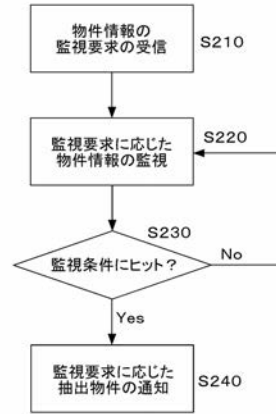 物件情報の
監視要求の受信
S210
S220
監視要求に応じた
物件情報の監視
S230
監視条件にヒット？
No
Yes
監視要求に応じた
抽出物件の通知
S240